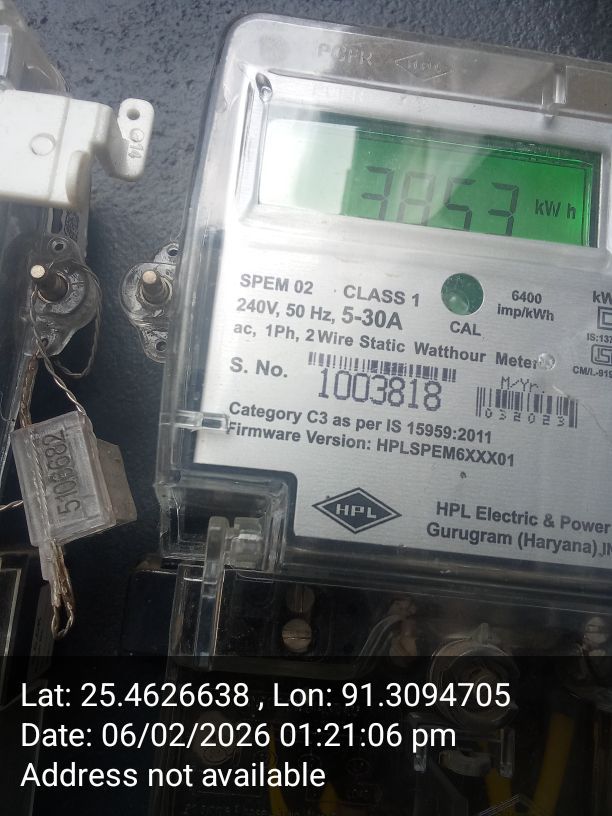 3853 kWh
SPEM 02 CLASS 1
240V, 50 Hz, 5-30A
ac, 1Ph, 2 Wire Static Watthour Meter
6400
imp/kWh
CAL
S. No.
1003818
M/Yr.
032023
Category C3 as per IS 15959:2011
Firmware Version: HPLSPEM6XXX01
HPL
HPL Electric & Power
Gurugram (Haryana)
5106682
14
Lat: 25.4626638 , Lon: 91.3094705
Date: 06/02/2026 01:21:06 pm
Address not available